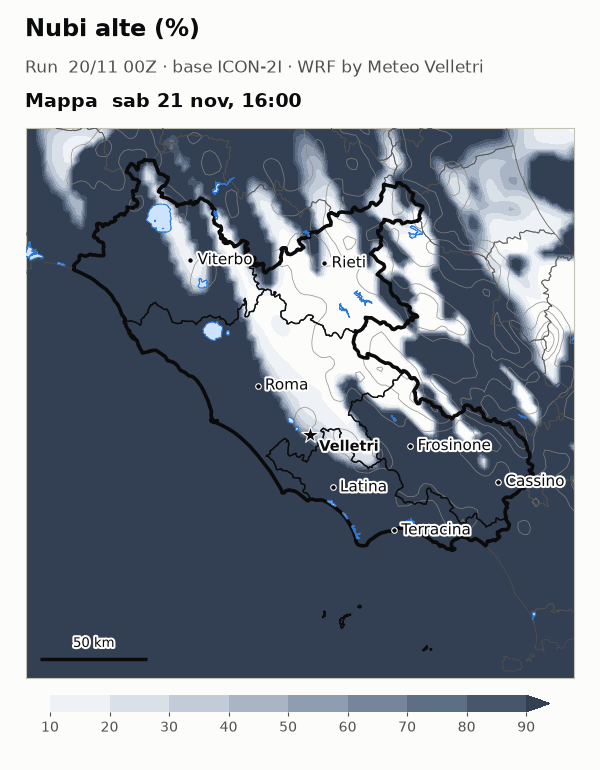 Nubi alte (%)
Run  20/11 00Z · base ICON-2I · WRF by Meteo Velletri
Mappa  sab 21 nov, 16:00
Viterbo
Rieti
Roma
Velletri
Frosinone
Latina
Cassino
Terracina
50 km
10 20 30 40 50 60 70 80 90